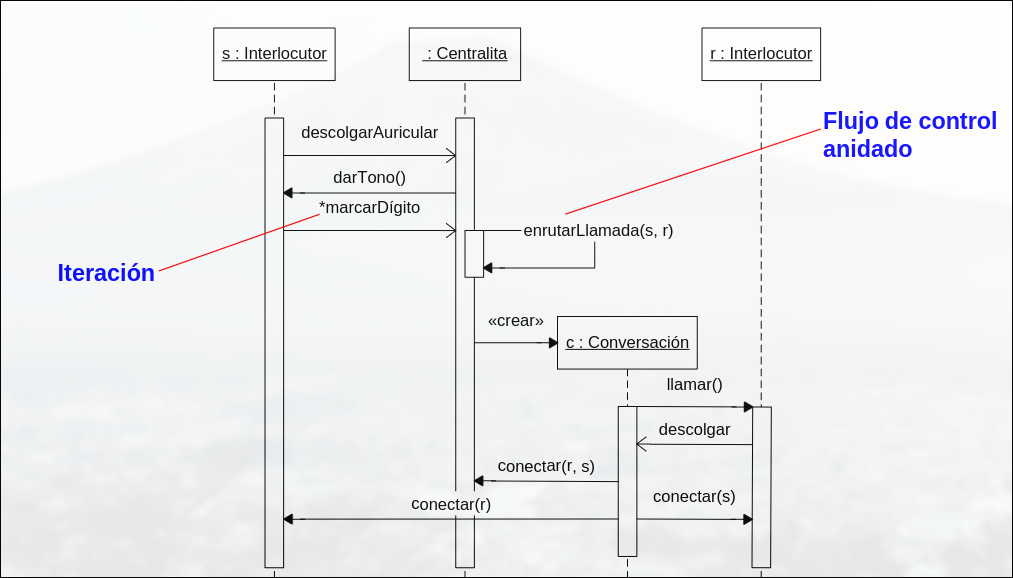 s : Interlocutor
: Centralita
r : Interlocutor
Flujo de control
anidado
descolgarAuricular
darTono()
*marcarDígito
enrutarLlamada(s, r)
Iteración
«crear»
c : Conversación
llamar()
descolgar
conectar(r, s)
conectar(s)
conectar(r)